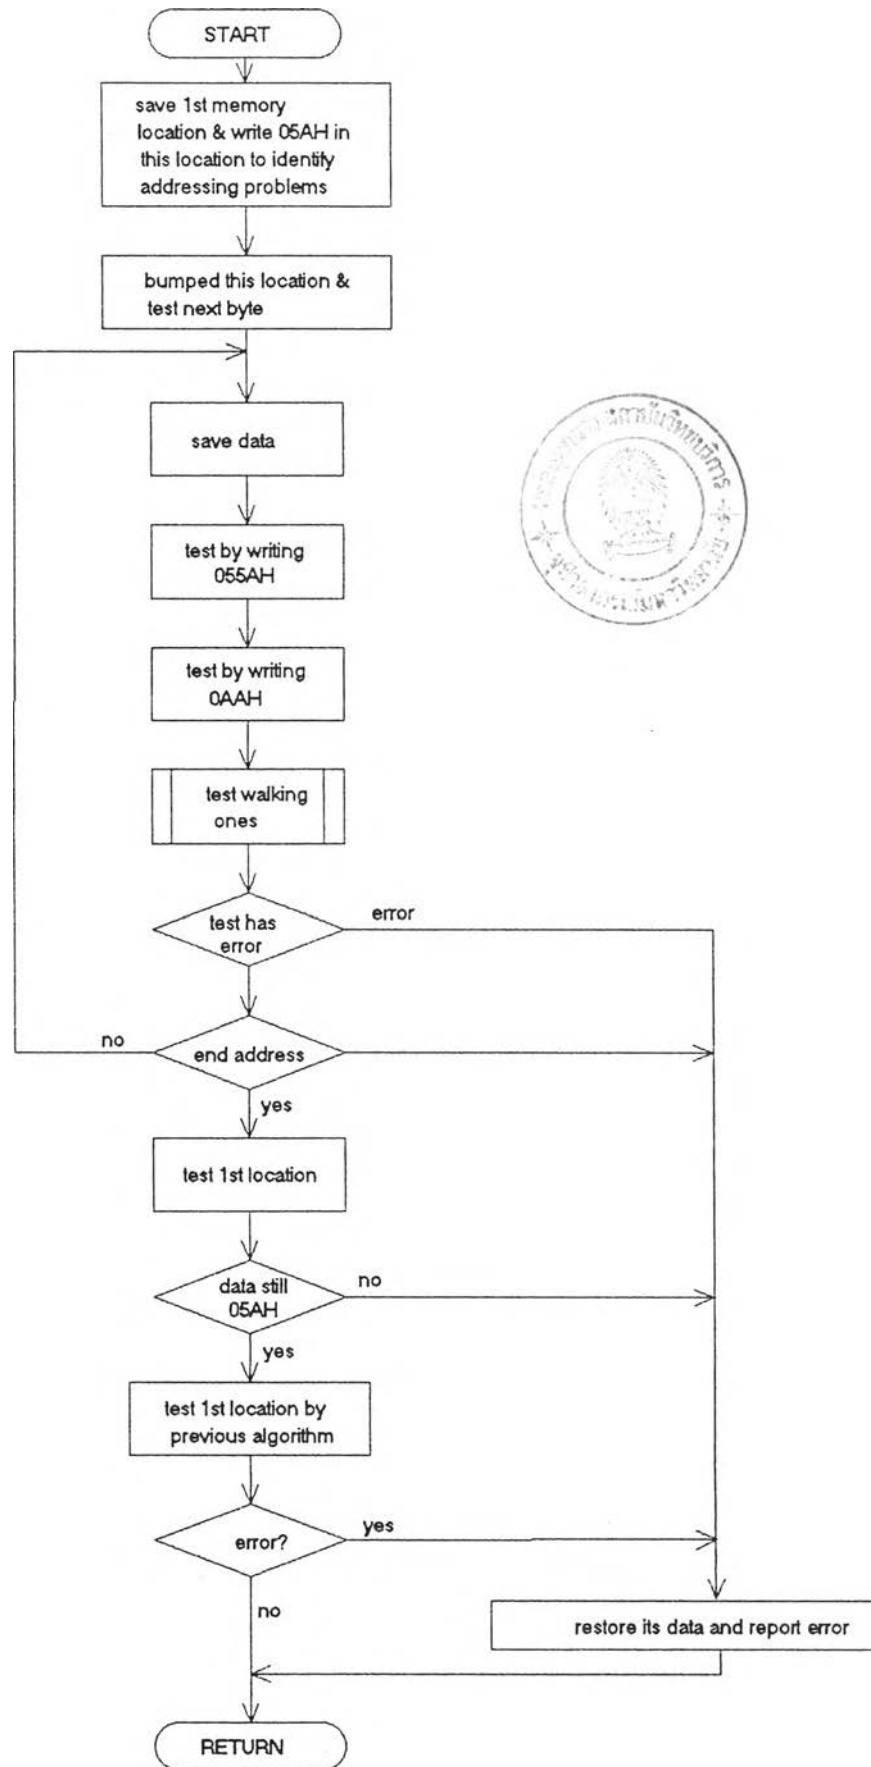 START
save 1st memory
location & write 05AH in
this location to identify
addressing problems
bumped this location &
test next byte
save data
test by writing
055AH
test by writing
0AAH
test walking
ones
test has
error
error
no
end address
yes
test 1st location
data still
05AH
no
yes
test 1st location by
previous algorithm
error?
yes
no
restore its data and report error
RETURN